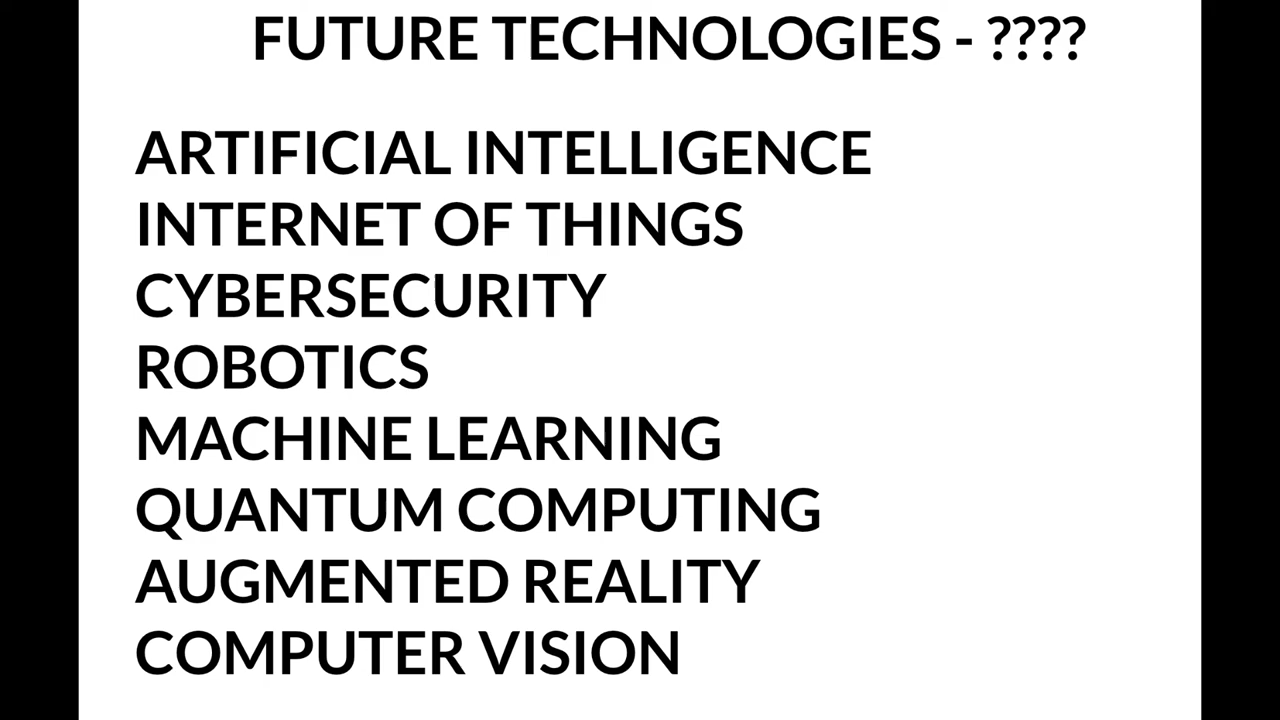 FUTURE TECHNOLOGIES - ????
ARTIFICIAL INTELLIGENCE
INTERNET OF THINGS
CYBERSECURITY
ROBOTICS
MACHINE LEARNING
QUANTUM COMPUTING
AUGMENTED REALITY
COMPUTER VISION